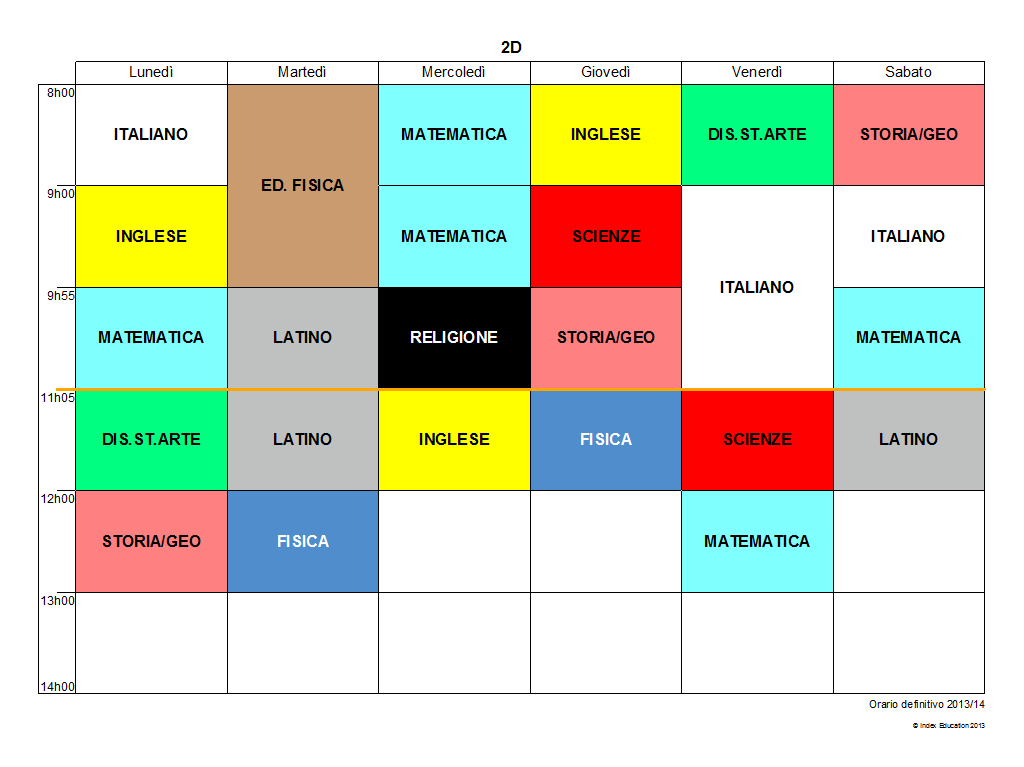 2D
Lunedì Martedì Mercoledì Giovedì Venerdì Sabato
8h00
ITALIANO MATEMATICA INGLESE DIS.ST.ARTE STORIA/GEO
ED. FISICA
9h00
INGLESE MATEMATICA SCIENZE ITALIANO
ITALIANO
9h55
MATEMATICA LATINO RELIGIONE STORIA/GEO MATEMATICA
11h05
DIS.ST.ARTE LATINO INGLESE FISICA SCIENZE LATINO
12h00
STORIA/GEO FISICA MATEMATICA
13h00
14h00
Orario definitivo 2013/14
© Index Education 2013